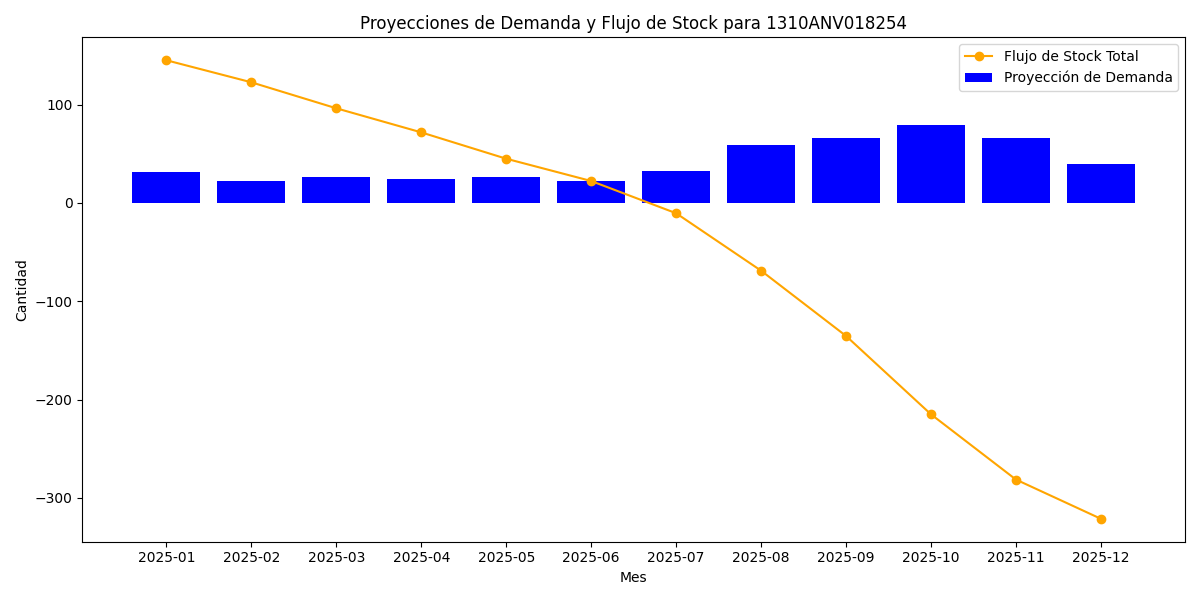 Proyecciones de Demanda y Flujo de Stock para 1310ANV018254
Flujo de Stock Total
Proyección de Demanda
Cantidad
100
0
−100
−200
−300
2025-01 2025-02 2025-03 2025-04 2025-05 2025-06 2025-07 2025-08 2025-09 2025-10 2025-11 2025-12
Mes